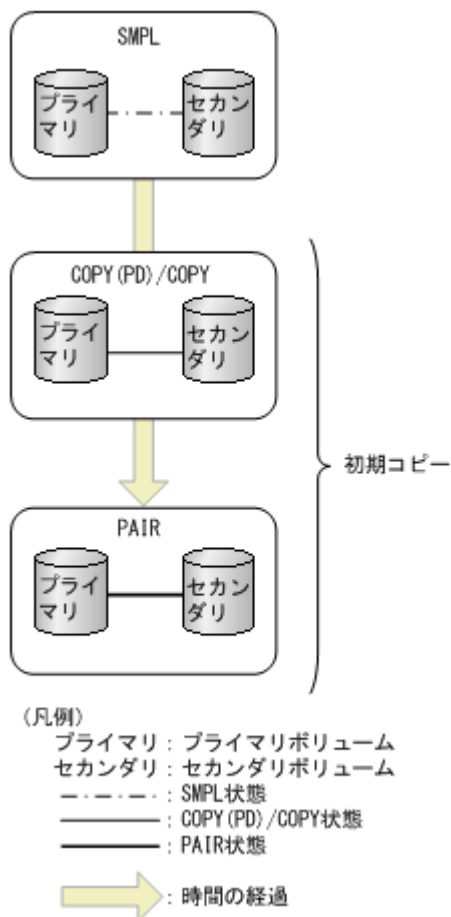 SMPL
プライ
マリ
セカン
ダリ
COPY(PD)/COPY
プライ
マリ
セカン
ダリ
初期コピー
PAIR
プライ
マリ
セカン
ダリ
(凡例)
プライマリ：プライマリボリューム
セカンダリ：セカンダリボリューム
：SMPL状態
：COPY(PD)/COPY状態
：PAIR状態
：時間の経過